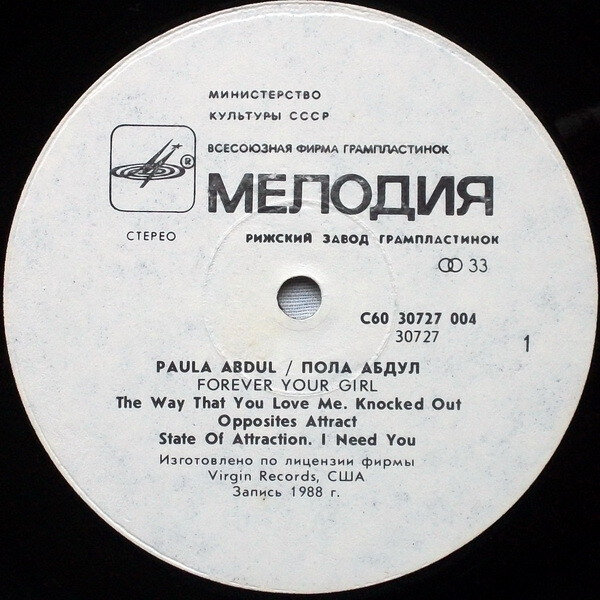 МИНИСТЕРСТВО
КУЛЬТУРЫ СССР
ВСЕСОЮЗНАЯ ФИРМА ГРАМПЛАСТИНОК
®
МЕЛОДИЯ
СТЕРЕО
РИЖСКИЙ ЗАВОД ГРАМПЛАСТИНОК
33
С60 30727 004
30727
1
PAULA ABDUL / ПОЛА АБДУЛ
FOREVER YOUR GIRL
The Way That You Love Me. Knocked Out
Opposites Attract
State Of Attraction. I Need You
Изготовлено по лицензии фирмы
Virgin Records, США
Запись 1988 г.